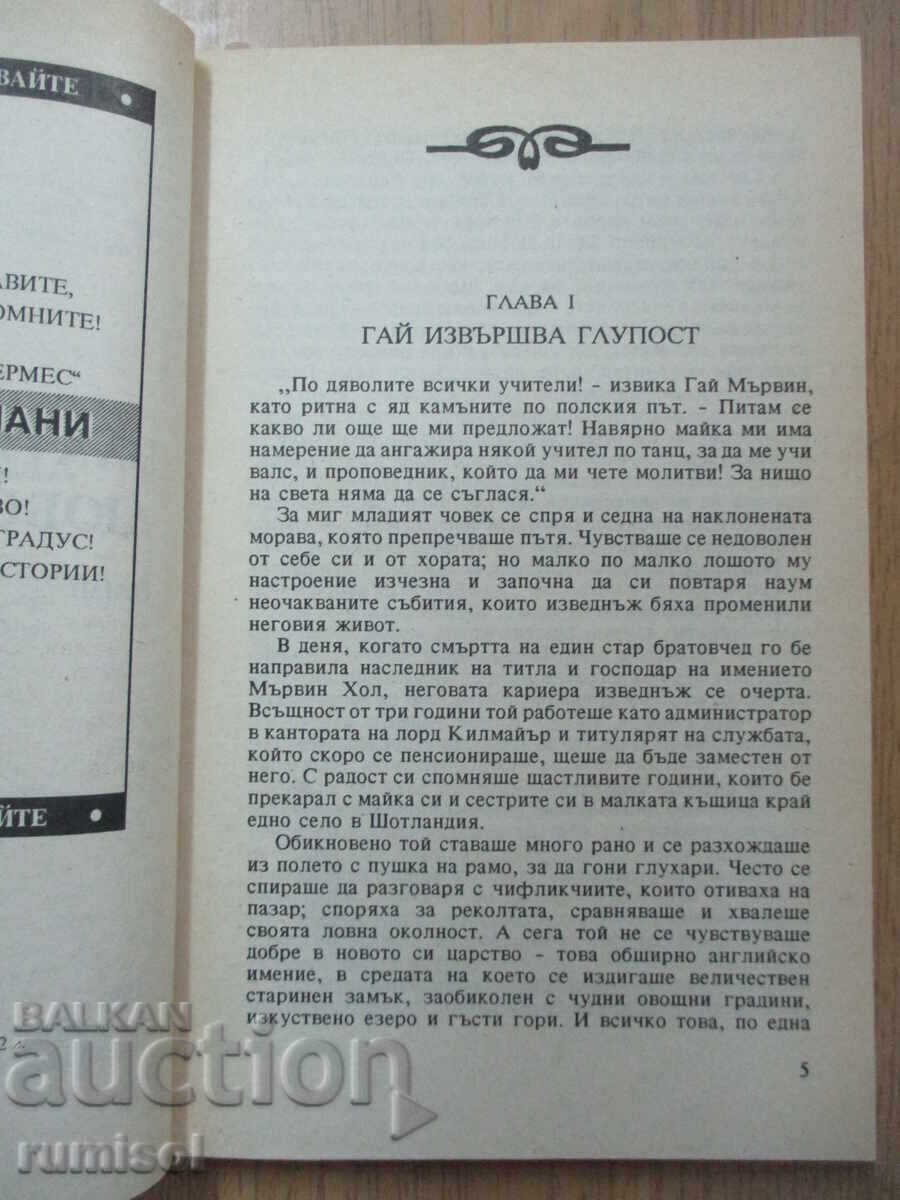 ВАЙТЕ
АВИТЕ,
ОМНИТЕ!
ЕРМЕС“
ПАНИ
!
ВО!
ГРАДУС!
СТОРИИ!
ЙТЕ
ГЛАВА I
ГАЙ ИЗВЪРШВА ГЛУПОСТ
„По дяволите всички учители! - извика Гай Мървин,
като ритна с яд камъните по полския път. - Питам се
какво ли още ще ми предложат! Навярно майка ми има
намерение да ангажира някой учител по танц, за да ме учи
валс, и проповедник, който да ми чете молитви! За нищо
на света няма да се съглася.“
За миг младият човек се спря и седна на наклонената
морава, която препречваше пътя. Чувстваше се недоволен
от себе си и от хората; но малко по малко лошото му
настроение изчезна и започна да си повтаря наум
неочакваните събития, които изведнъж бяха променили
неговия живот.
В деня, когато смъртта на един стар братовчед го бе
направила наследник на титла и господар на имението
Мървин Хол, неговата кариера изведнъж се очерта.
Всъщност от три години той работеше като администратор
в кантората на лорд Килмайър и титулярят на службата,
който скоро се пенсионираше, щеше да бъде заместен от
него. С радост си спомняше щастливите години, които бе
прекарал с майка си и сестрите си в малката къщица край
едно село в Шотландия.
Обикновено той ставаше много рано и се разхождаше
из полето с пушка на рамо, за да гони глухари. Често се
спираше да разговаря с чифликчиите, които отиваха на
пазар; споряха за реколтата, сравняваше и хвалеше
своята ловна околност. А сега той не се чувствуваше
добре в новото си царство - това обширно английско
имение, в средата на което се издигаше величествен
старинен замък, заобиколен с чудни овощни градини,
изкуствено езеро и гъсти гори. И всичко това, по една
5
BALKAN
auction
rumisol